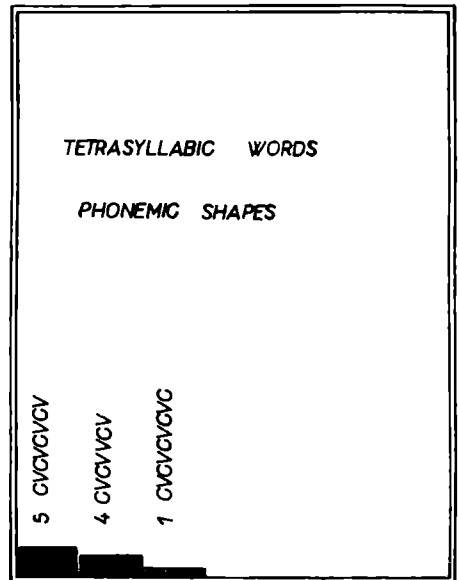 TETRASYLLABIC WORDS
PHONEMIC SHAPES
5 CVCVCVCV
4 CVCVVCV
1 CVCVCVCVC